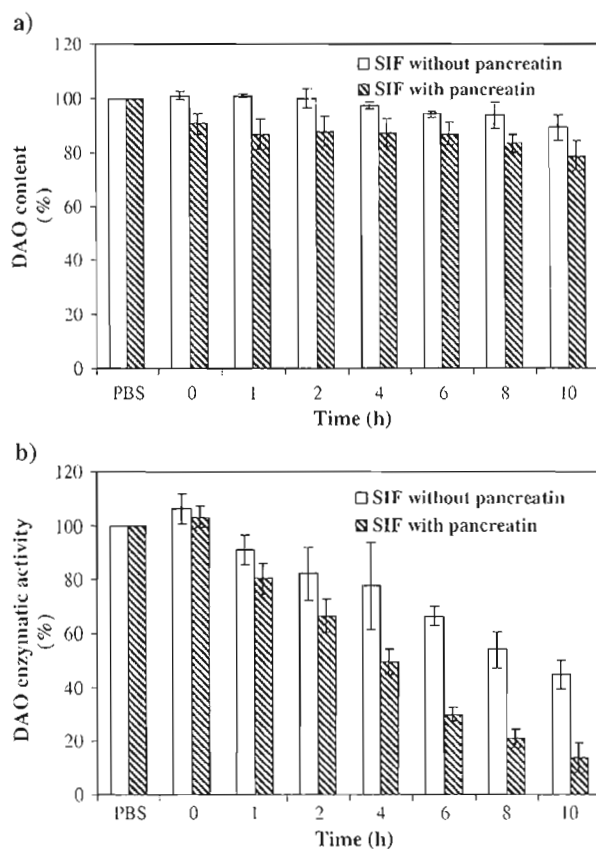 a)
120
100
80
60
40
20
0
DAO content
(%)
SIF without pancreatin
SIF with pancreatin
PBS 0 1 2 4 6 8 10
Time (h)
b)
120
100
80
60
40
20
0
DAO enzymatic activity
(%)
SIF without pancreatin
SIF with pancreatin
PBS 0 1 2 4 6 8 10
Time (h)